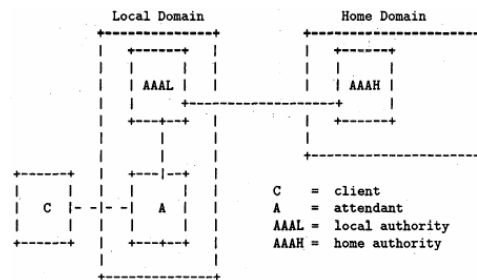 Local Domain Home Domain
AAAL AAAH
C A
C = client
A = attendant
AAAL = local authority
AAAH = home authority